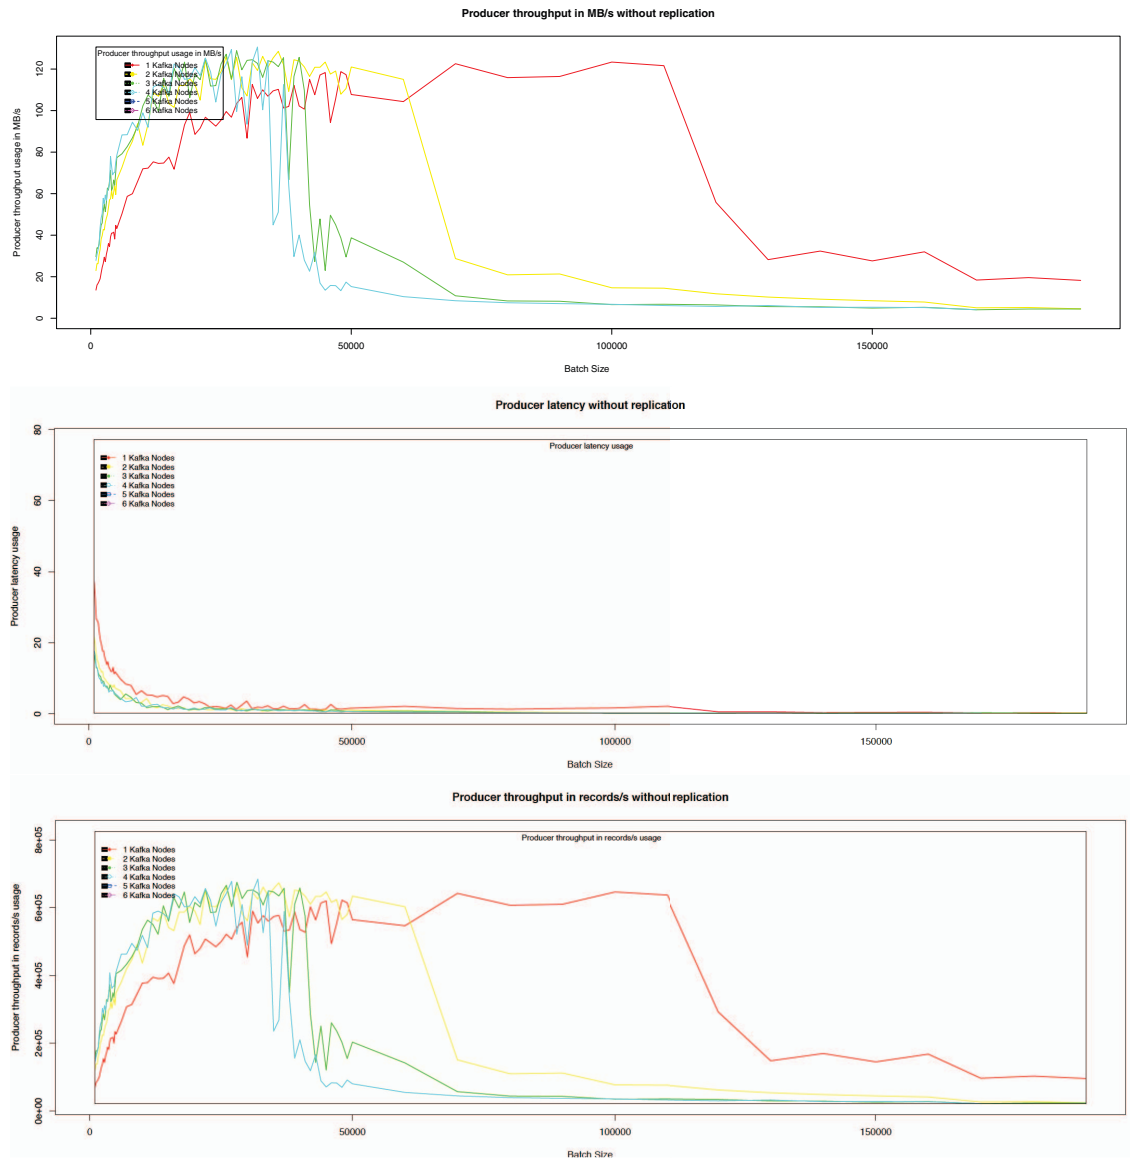 Producer throughput in MB/s without replication
Producer throughput usage in MB/s
1 Kafka Nodes
2 Kafka Nodes
3 Kafka Nodes
4 Kafka Nodes
5 Kafka Nodes
6 Kafka Nodes
Producer throughput usage in MB/s
120
100
80
60
40
20
0
0 50000 100000 150000
Batch Size
Producer latency without replication
Producer latency usage
1 Kafka Nodes
2 Kafka Nodes
3 Kafka Nodes
4 Kafka Nodes
5 Kafka Nodes
6 Kafka Nodes
Producer latency usage
80
60
40
20
0
0 50000 100000 150000
Batch Size
Producer throughput in records/s without replication
Producer throughput in records/s usage
1 Kafka Nodes
2 Kafka Nodes
3 Kafka Nodes
4 Kafka Nodes
5 Kafka Nodes
6 Kafka Nodes
Producer throughput in records/s usage
8e+05
6e+05
4e+05
2e+05
0e+00
0 50000 100000 150000
Batch Size